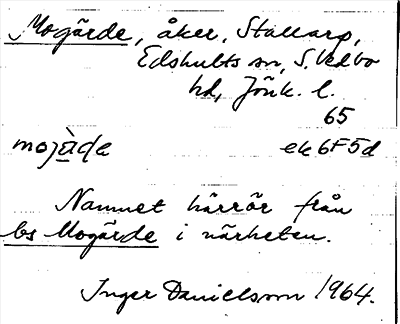 Mogärde, åker, Stallarp,
Edshults sn, S. Vedbo
hd, Jönk. l.
65
mojàde ek 6F5d
Namnet härrör från
bs Mogärde i närheten.
Inger Danielsson 1964.